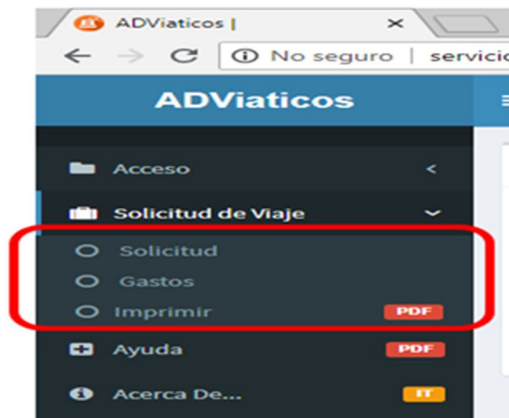 ADViaticos |
No seguro | servicio
ADViaticos
Acceso
Solicitud de Viaje
Solicitud
Gastos
Imprimir PDF
Ayuda PDF
Acerca De... IT